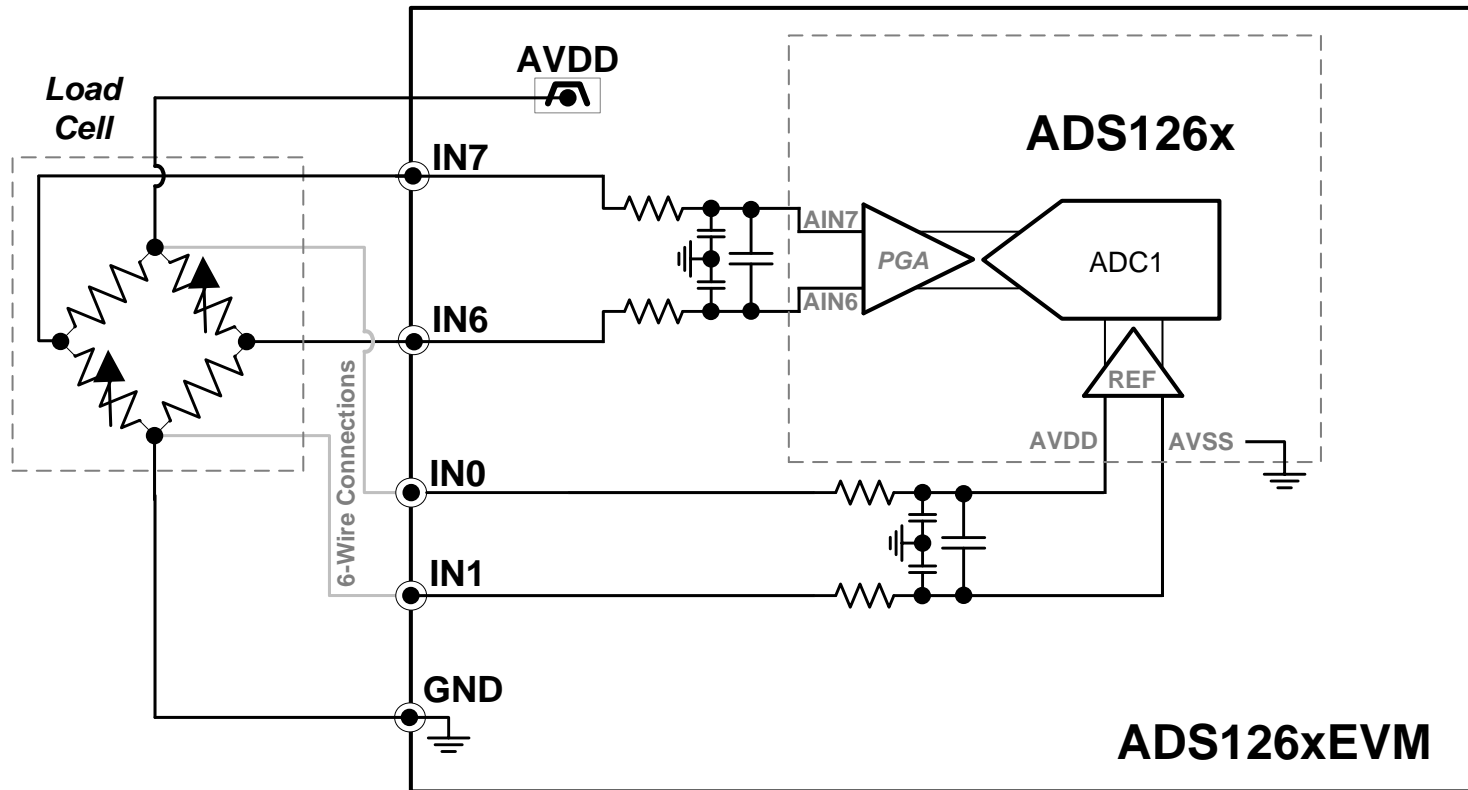 AVDD
Load
Cell
ADS126x
IN7
AIN7
PGA
ADC1
AIN6
IN6
REF
6-Wire Connections
AVDD
AVSS
IN0
IN1
GND
ADS126xEVM